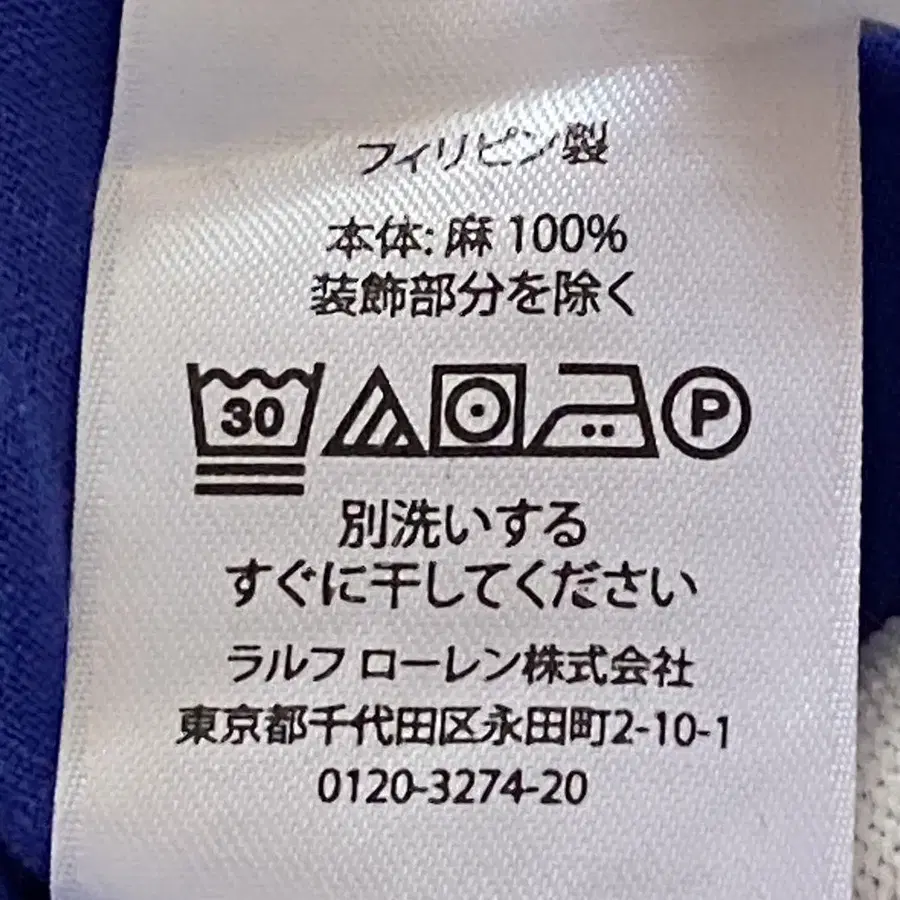 フィリピン製
本体: 麻 100%
装飾部分を除く
30 P
別洗いする
すぐに干してください
ラルフ ローレン株式会社
東京都千代田区永田町2-10-1
0120-3274-20